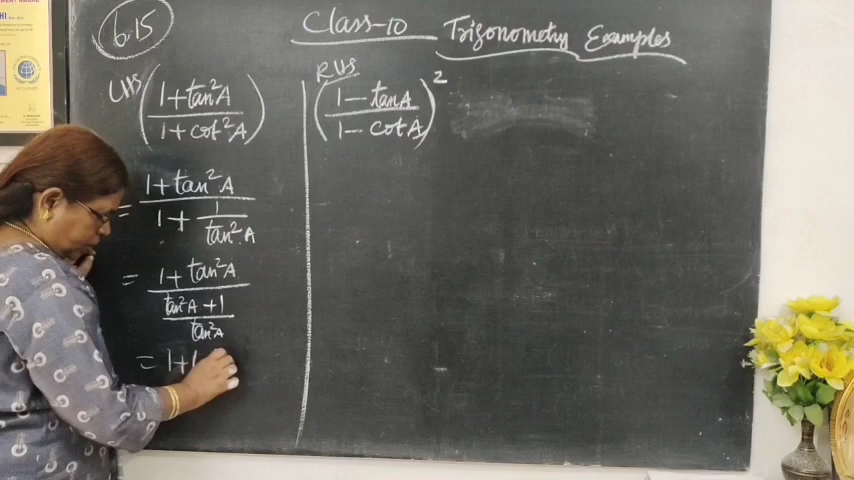 6.15
Class-10 Trigonometry Examples
LHS (1+tan²A / 1+cot²A)
RHS (1-tanA / 1-cotA)²
= 1+tan²A / 1+ 1/tan²A
= 1+tan²A / tan²A+1 / tan²A
= 1+